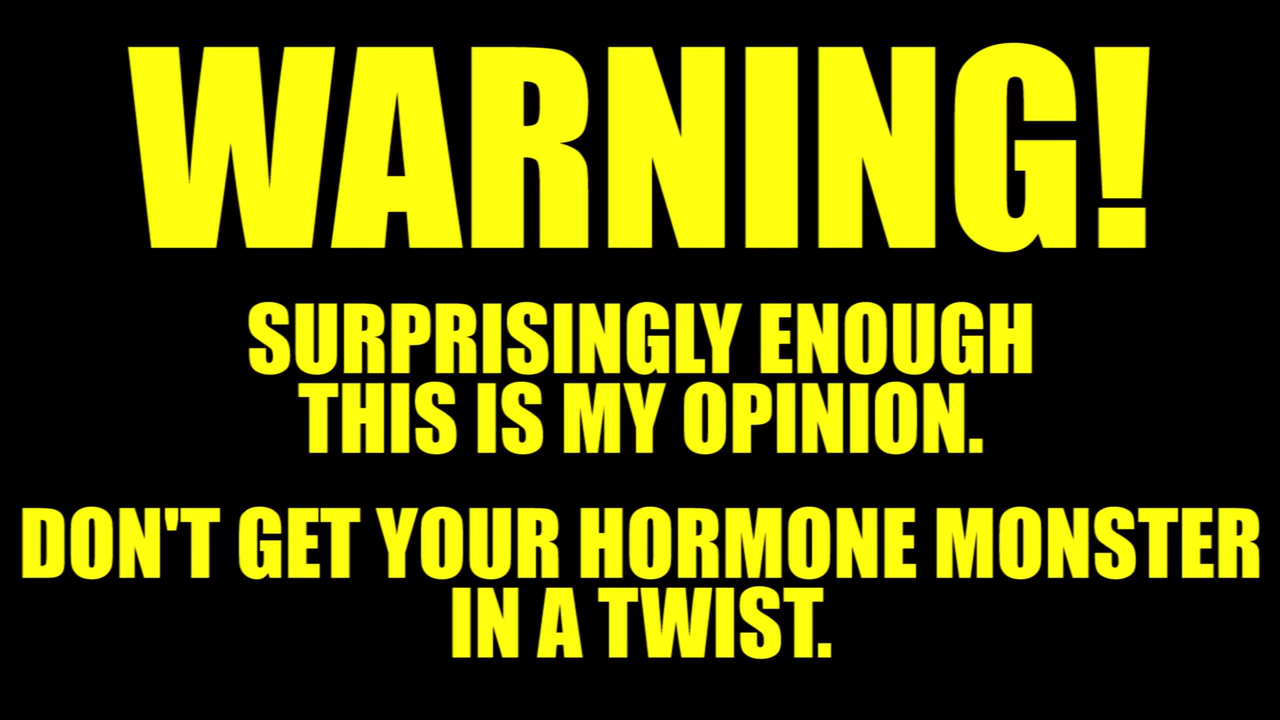 WARNING!
SURPRISINGLY ENOUGH
THIS IS MY OPINION.
DON'T GET YOUR HORMONE MONSTER
IN A TWIST.